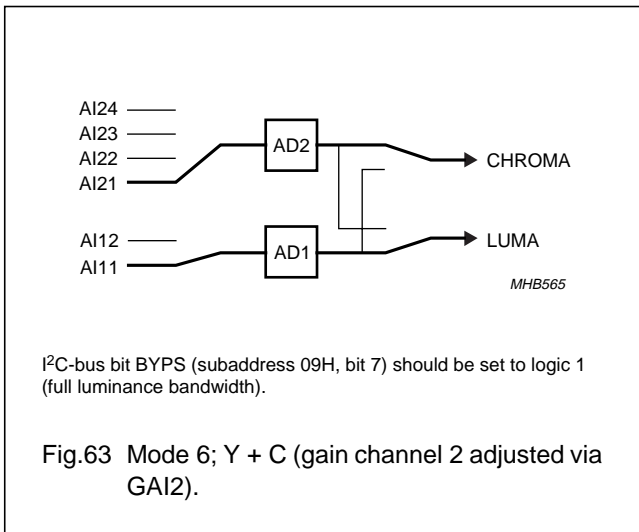 AI24
AI23
AI22
AI21
AD2
CHROMA
AI12
AI11
AD1
LUMA
MHB565
I²C-bus bit BYPS (subaddress 09H, bit 7) should be set to logic 1
(full luminance bandwidth).
Fig.63 Mode 6; Y + C (gain channel 2 adjusted via
GAI2).